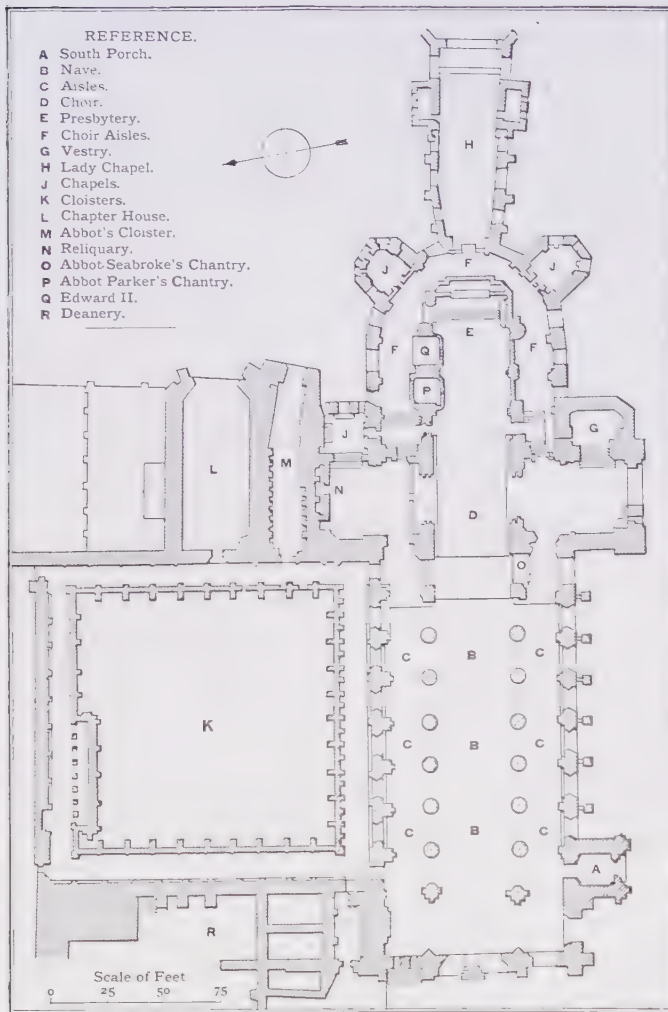 REFERENCE.
A South Porch.
B Nave.
C Aisles.
D Choir.
E Presbytery.
F Choir Aisles.
G Vestry.
H Lady Chapel.
J Chapels.
K Cloisters.
L Chapter House.
M Abbot's Cloister.
N Reliquary.
O Abbot Seabroke's Chantry.
P Abbot Parker's Chantry.
Q Edward II.
R Deanery.
H
J
F
J
E
F
Q
F
P
J
G
L
M
N
D
O
C
B
C
K
C
B
C
C
B
C
A
R
Scale of Feet
0 25 50 75